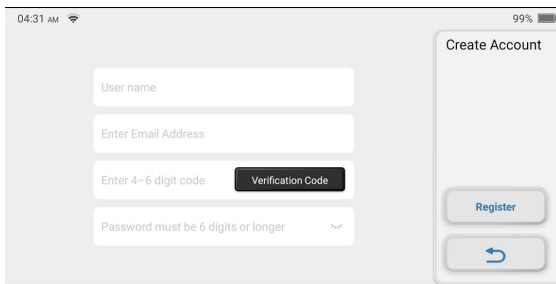 04:31 AM
99%
Create Account
User name
Enter Email Address
Enter 4–6 digit code
Verification Code
Password must be 6 digits or longer
Register